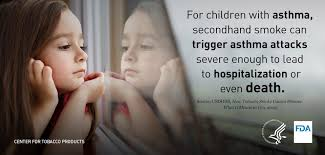 For children with asthma,
secondhand smoke can
trigger asthma attacks
severe enough to lead
to hospitalization or
even death.
CENTER FOR TOBACCO PRODUCTS
FDA